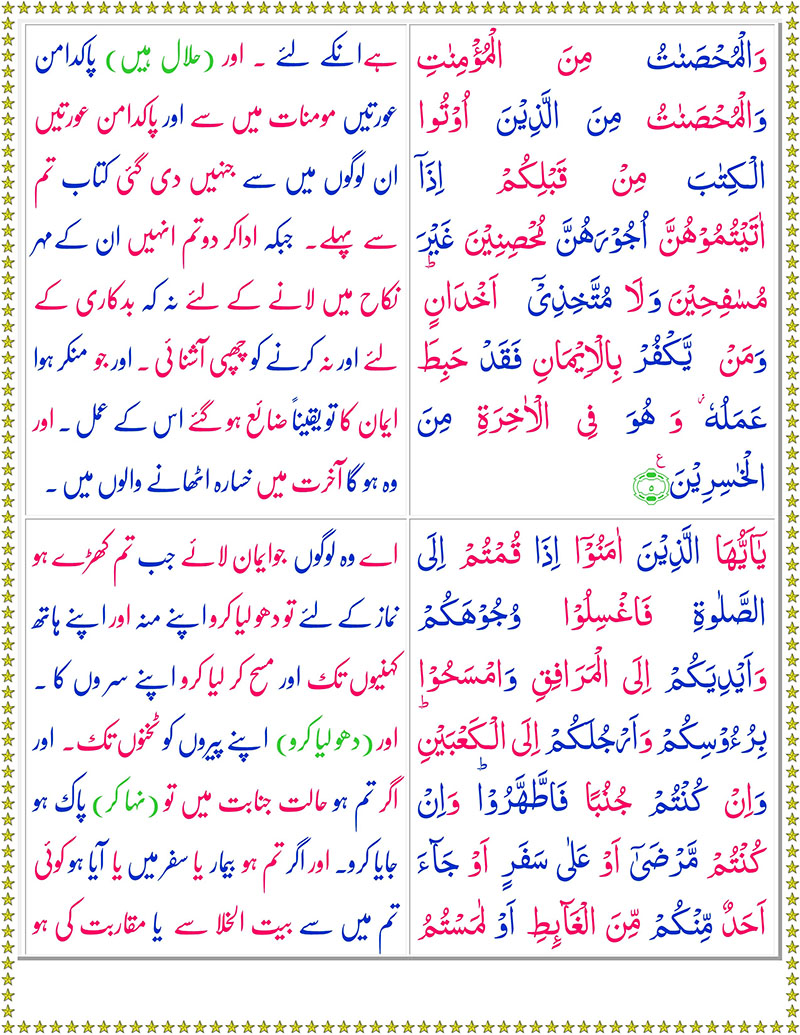 وَالْمُحْصَنٰتُ مِنَ الْمُؤْمِنٰتِ
وَالْمُحْصَنٰتُ مِنَ الَّذِيْنَ اُوْتُوا
الْكِتٰبَ مِنْ قَبْلِكُمْ اِذَاۤ
اٰتَيْتُمُوْهُنَّ اُجُوْرَهُنَّ مُحْصِنِيْنَ غَيْرَ
مُسٰفِحِيْنَ وَلَا مُتَّخِذِيْۤ اَخْدَانٍ ؕ
وَمَنْ يَّكْفُرْ بِالْاِيْمَانِ فَقَدْ حَبِطَ
عَمَلُهٗ ۫ وَ هُوَ فِي الْاٰخِرَةِ مِنَ
الْخٰسِرِيْنَ ۵ ع
ہے انکے لئے ۔ اور (حلال ہیں) پاکدامن
عورتیں مومنات میں سے اور پاکدامن عورتیں
ان لوگوں میں سے جنہیں دی گئی کتاب تم
سے پہلے۔ جبکہ ادا کر دو تم انہیں ان کے مہر
نکاح میں لانے کے لئے نہ کہ بدکاری کے
لئے اور نہ کرنے کو چھپی آشنائی ۔ اور جو منکر ہوا
ایمان کا تو یقیناً ضائع ہو گئے اس کے عمل ۔ اور
وہ ہو گا آخرت میں خسارہ اٹھانے والوں میں ۔
يٰۤاَيُّهَا الَّذِيْنَ اٰمَنُوْۤا اِذَا قُمْتُمْ اِلَى
الصَّلٰوةِ فَاغْسِلُوْا وُجُوْهَكُمْ
وَاَيْدِيَكُمْ اِلَى الْمَرَافِقِ وَامْسَحُوْا
بِرُءُوْسِكُمْ وَاَرْجُلَكُمْ اِلَى الْكَعْبَيْنِ ؕ
وَاِنْ كُنْتُمْ جُنُبًا فَاطَّهَّرُوْا ؕ وَاِنْ
كُنْتُمْ مَّرْضٰۤى اَوْ عَلٰى سَفَرٍ اَوْ جَآءَ
اَحَدٌ مِّنْكُمْ مِّنَ الْغَآئِطِ اَوْ لٰمَسْتُمُ
اے وہ لوگوں جو ایمان لائے جب تم کھڑے ہو
نماز کے لئے تو دھو لیا کرو اپنے منہ اور اپنے ہاتھ
کہنیوں تک اور مسح کر لیا کرو اپنے سروں کا ۔
اور (دھو لیا کرو) اپنے پیروں کو ٹخنوں تک۔ اور
اگر تم ہو حالت جنابت میں تو (نہا کر) پاک ہو
جایا کرو۔ اور اگر تم ہو بیمار یا سفر میں یا آیا ہو کوئی
تم میں سے بیت الخلا سے یا مقاربت کی ہو